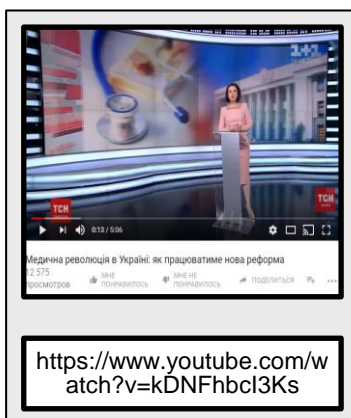 1+1
ТСН
ТСН
0:13 / 5:06
Медична революція в Україні: як працюватиме нова реформа
12 575
просмотров
МНЕ
ПОНРАВИЛОСЬ
МНЕ НЕ
ПОНРАВИЛОСЬ
ПОДЕЛИТЬСЯ
https://www.youtube.com/w
atch?v=kDNFhbcI3Ks